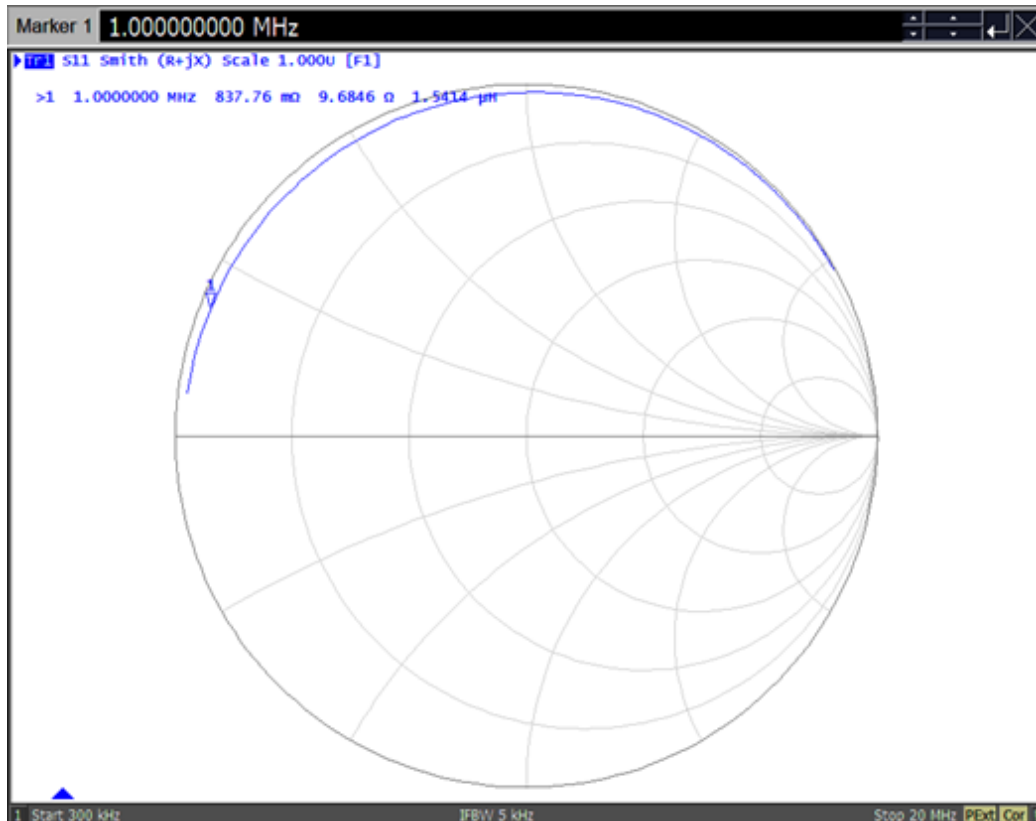 Marker 1 1.000000000 MHz
Tr1 S11 Smith (R+jX) Scale 1.000U [F1]
>1 1.0000000 MHz 837.76 mΩ 9.6846 Ω 1.5414 μH
1
1 Start 300 kHz IFBW 5 kHz Stop 20 MHz PExt Cor